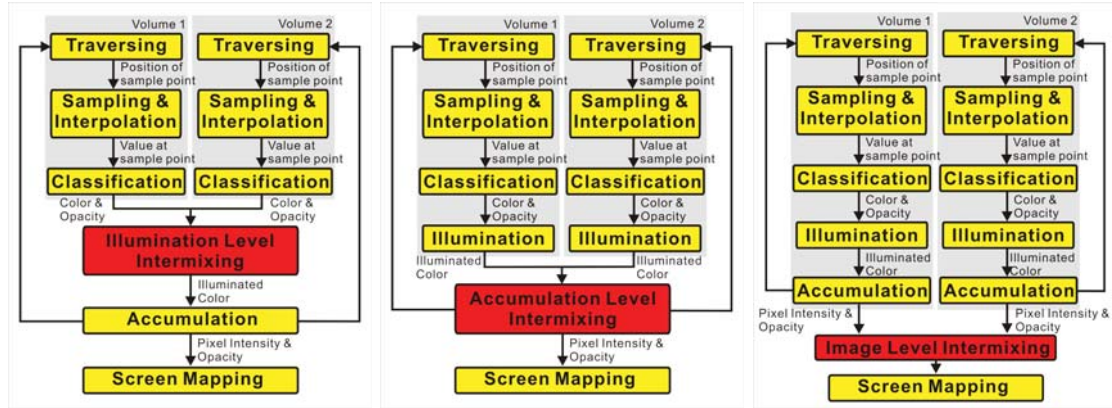 Volume 1
Volume 2
Traversing
Traversing
Position of
sample point
Position of
sample point
Sampling &
Interpolation
Sampling &
Interpolation
Value at
sample point
Value at
sample point
Classification
Classification
Color &
Opacity
Color &
Opacity
Illumination Level
Intermixing
Illuminated
Color
Accumulation
Pixel Intensity &
Opacity
Screen Mapping
Volume 1
Volume 2
Traversing
Traversing
Position of
sample point
Position of
sample point
Sampling &
Interpolation
Sampling &
Interpolation
Value at
sample point
Value at
sample point
Classification
Classification
Color &
Opacity
Color &
Opacity
Illumination
Illumination
Illuminated
Color
Illuminated
Color
Accumulation Level
Intermixing
Pixel Intensity &
Opacity
Screen Mapping
Volume 1
Volume 2
Traversing
Traversing
Position of
sample point
Position of
sample point
Sampling &
Interpolation
Sampling &
Interpolation
Value at
sample point
Value at
sample point
Classification
Classification
Color &
Opacity
Color &
Opacity
Illumination
Illumination
Illuminated
Color
Illuminated
Color
Accumulation
Accumulation
Pixel Intensity &
Opacity
Pixel Intensity &
Opacity
Image Level Intermixing
Screen Mapping